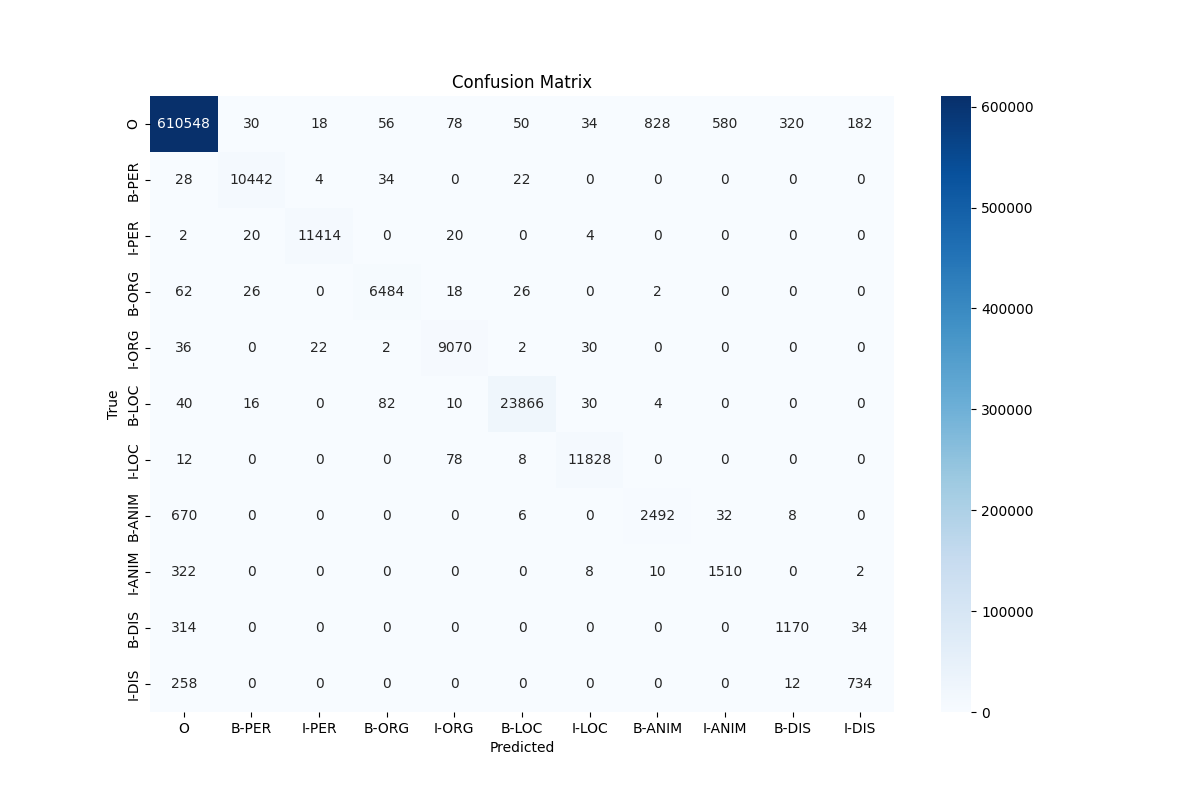 Confusion Matrix
True
O 610548 30 18 56 78 50 34 828 580 320 182
B-PER 28 10442 4 34 0 22 0 0 0 0 0
I-PER 2 20 11414 0 20 0 4 0 0 0 0
B-ORG 62 26 0 6484 18 26 0 2 0 0 0
I-ORG 36 0 22 2 9070 2 30 0 0 0 0
B-LOC 40 16 0 82 10 23866 30 4 0 0 0
I-LOC 12 0 0 0 78 8 11828 0 0 0 0
B-ANIM 670 0 0 0 0 6 0 2492 32 8 0
I-ANIM 322 0 0 0 0 0 8 10 1510 0 2
B-DIS 314 0 0 0 0 0 0 0 0 1170 34
I-DIS 258 0 0 0 0 0 0 0 0 12 734
O B-PER I-PER B-ORG I-ORG B-LOC I-LOC B-ANIM I-ANIM B-DIS I-DIS
Predicted
600000
500000
400000
300000
200000
100000
0